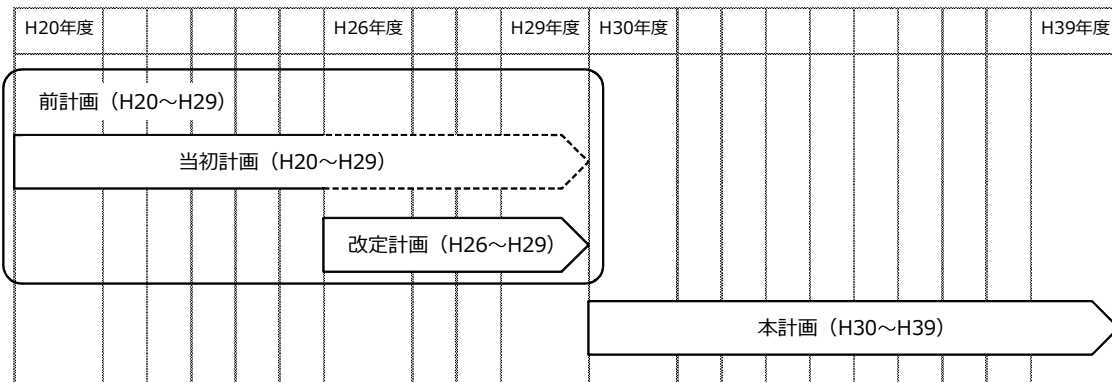 H20年度 H26年度 H29年度 H30年度 H39年度
前計画（H20～H29）
当初計画（H20～H29）
改定計画（H26～H29）
本計画（H30～H39）